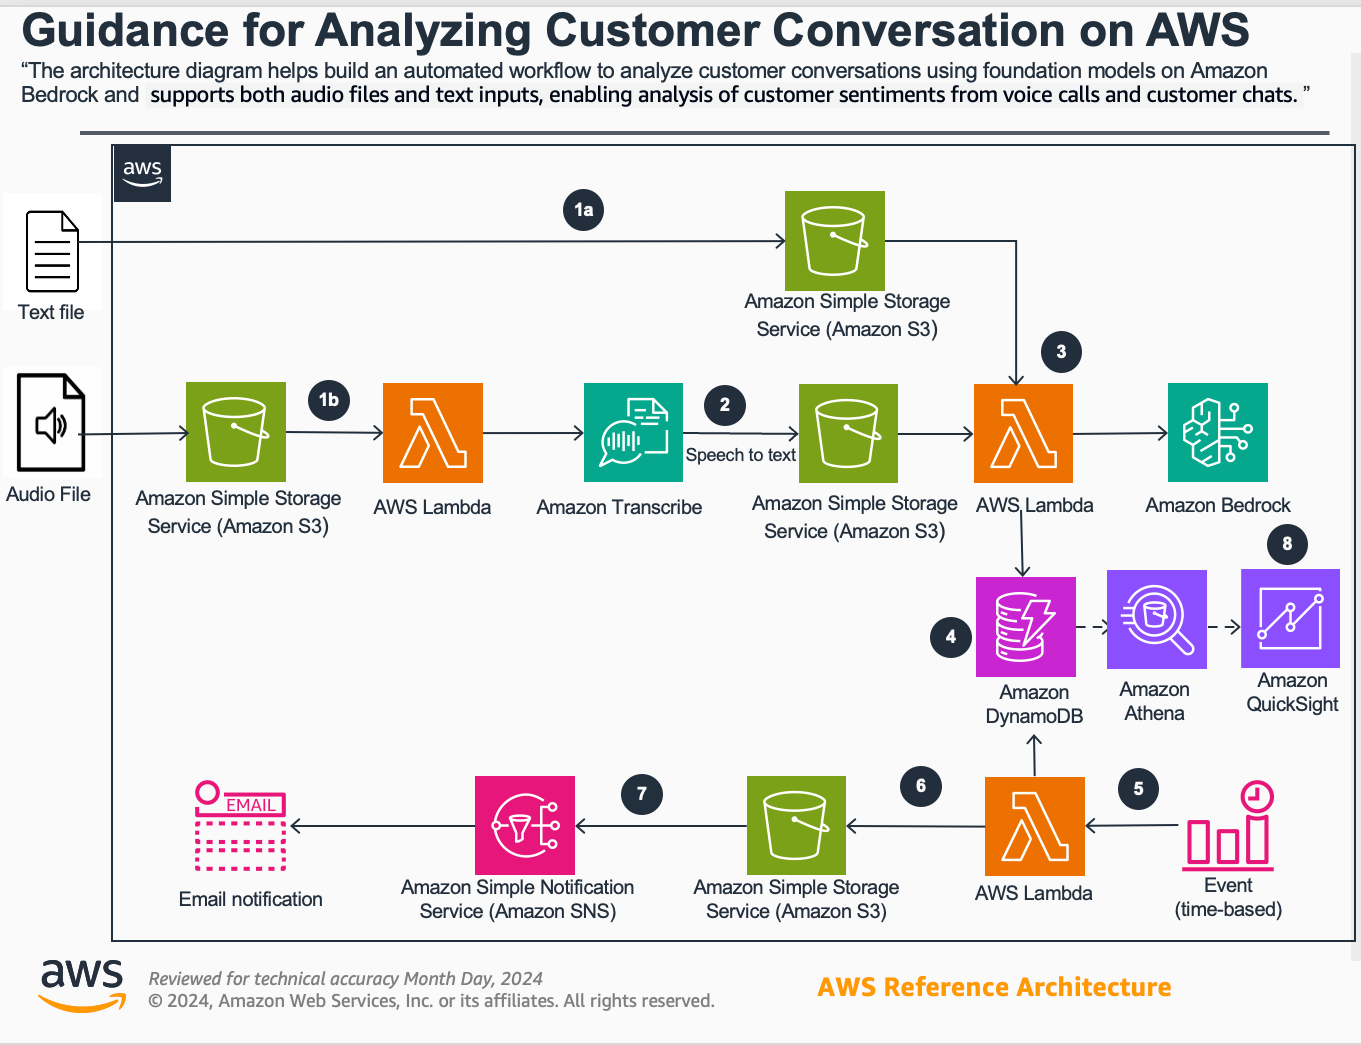 Guidance for Analyzing Customer Conversation on AWS
“The architecture diagram helps build an automated workflow to analyze customer conversations using foundation models on Amazon
Bedrock and supports both audio files and text inputs, enabling analysis of customer sentiments from voice calls and customer chats. ”
aws
1a
Text file
Amazon Simple Storage
Service (Amazon S3)
3
1b
2
Speech to text
Audio File
Amazon Simple Storage
Service (Amazon S3)
AWS Lambda
Amazon Transcribe
Amazon Simple Storage
Service (Amazon S3)
AWS Lambda
Amazon Bedrock
8
4
Amazon
DynamoDB
Amazon
Athena
Amazon
QuickSight
7
6
5
EMAIL
Email notification
Amazon Simple Notification
Service (Amazon SNS)
Amazon Simple Storage
Service (Amazon S3)
AWS Lambda
Event
(time-based)
aws
Reviewed for technical accuracy Month Day, 2024
© 2024, Amazon Web Services, Inc. or its affiliates. All rights reserved.
AWS Reference Architecture